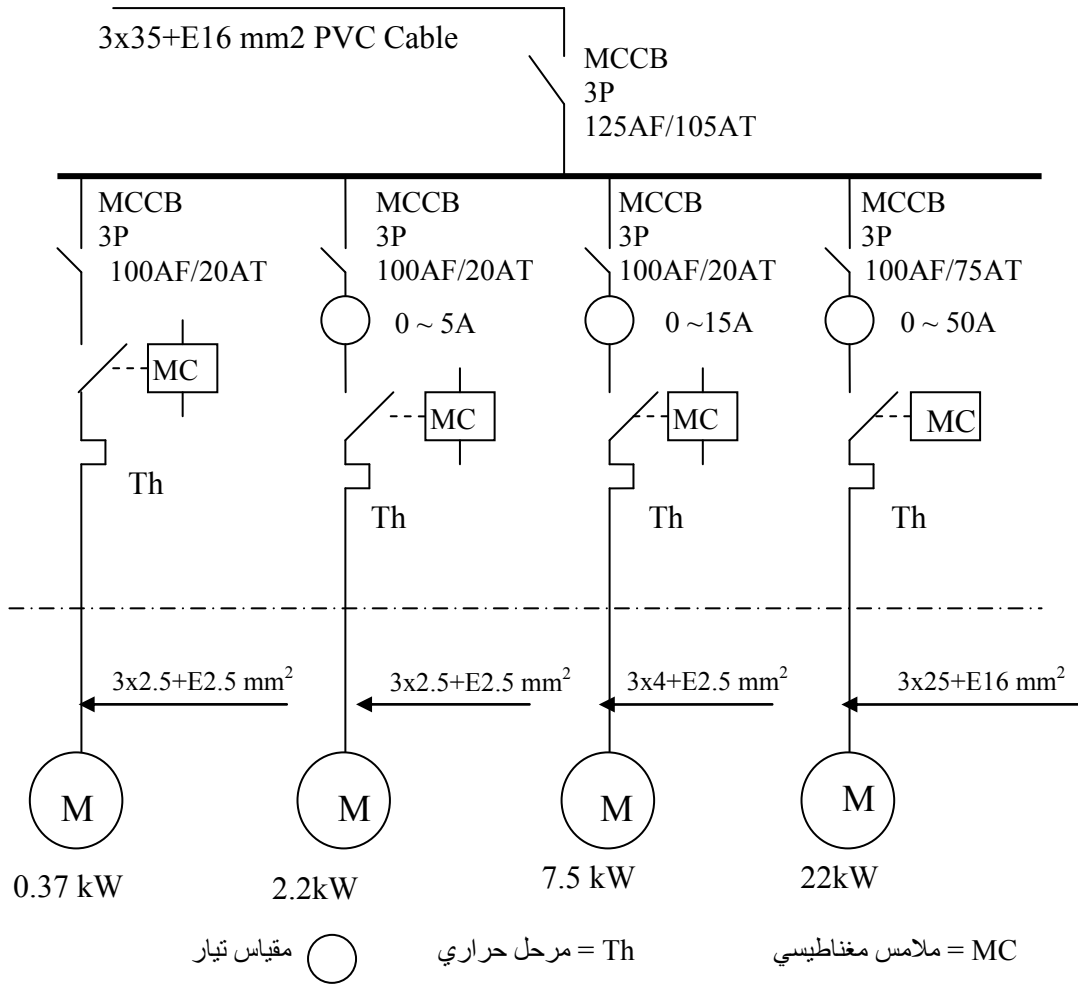 3x35+E16 mm2 PVC Cable
MCCB
3P
125AF/105AT
MCCB
3P
100AF/20AT
MCCB
3P
100AF/20AT
MCCB
3P
100AF/20AT
MCCB
3P
100AF/75AT
0 ~ 5A
0 ~15A
0 ~ 50A
MC
MC
MC
MC
Th
Th
Th
Th
3x2.5+E2.5 mm²
3x2.5+E2.5 mm²
3x4+E2.5 mm²
3x25+E16 mm²
M
M
M
M
0.37 kW
2.2kW
7.5 kW
22kW
MC = ملامس مغناطيسي
Th = مرحل حراري
مقياس تيار